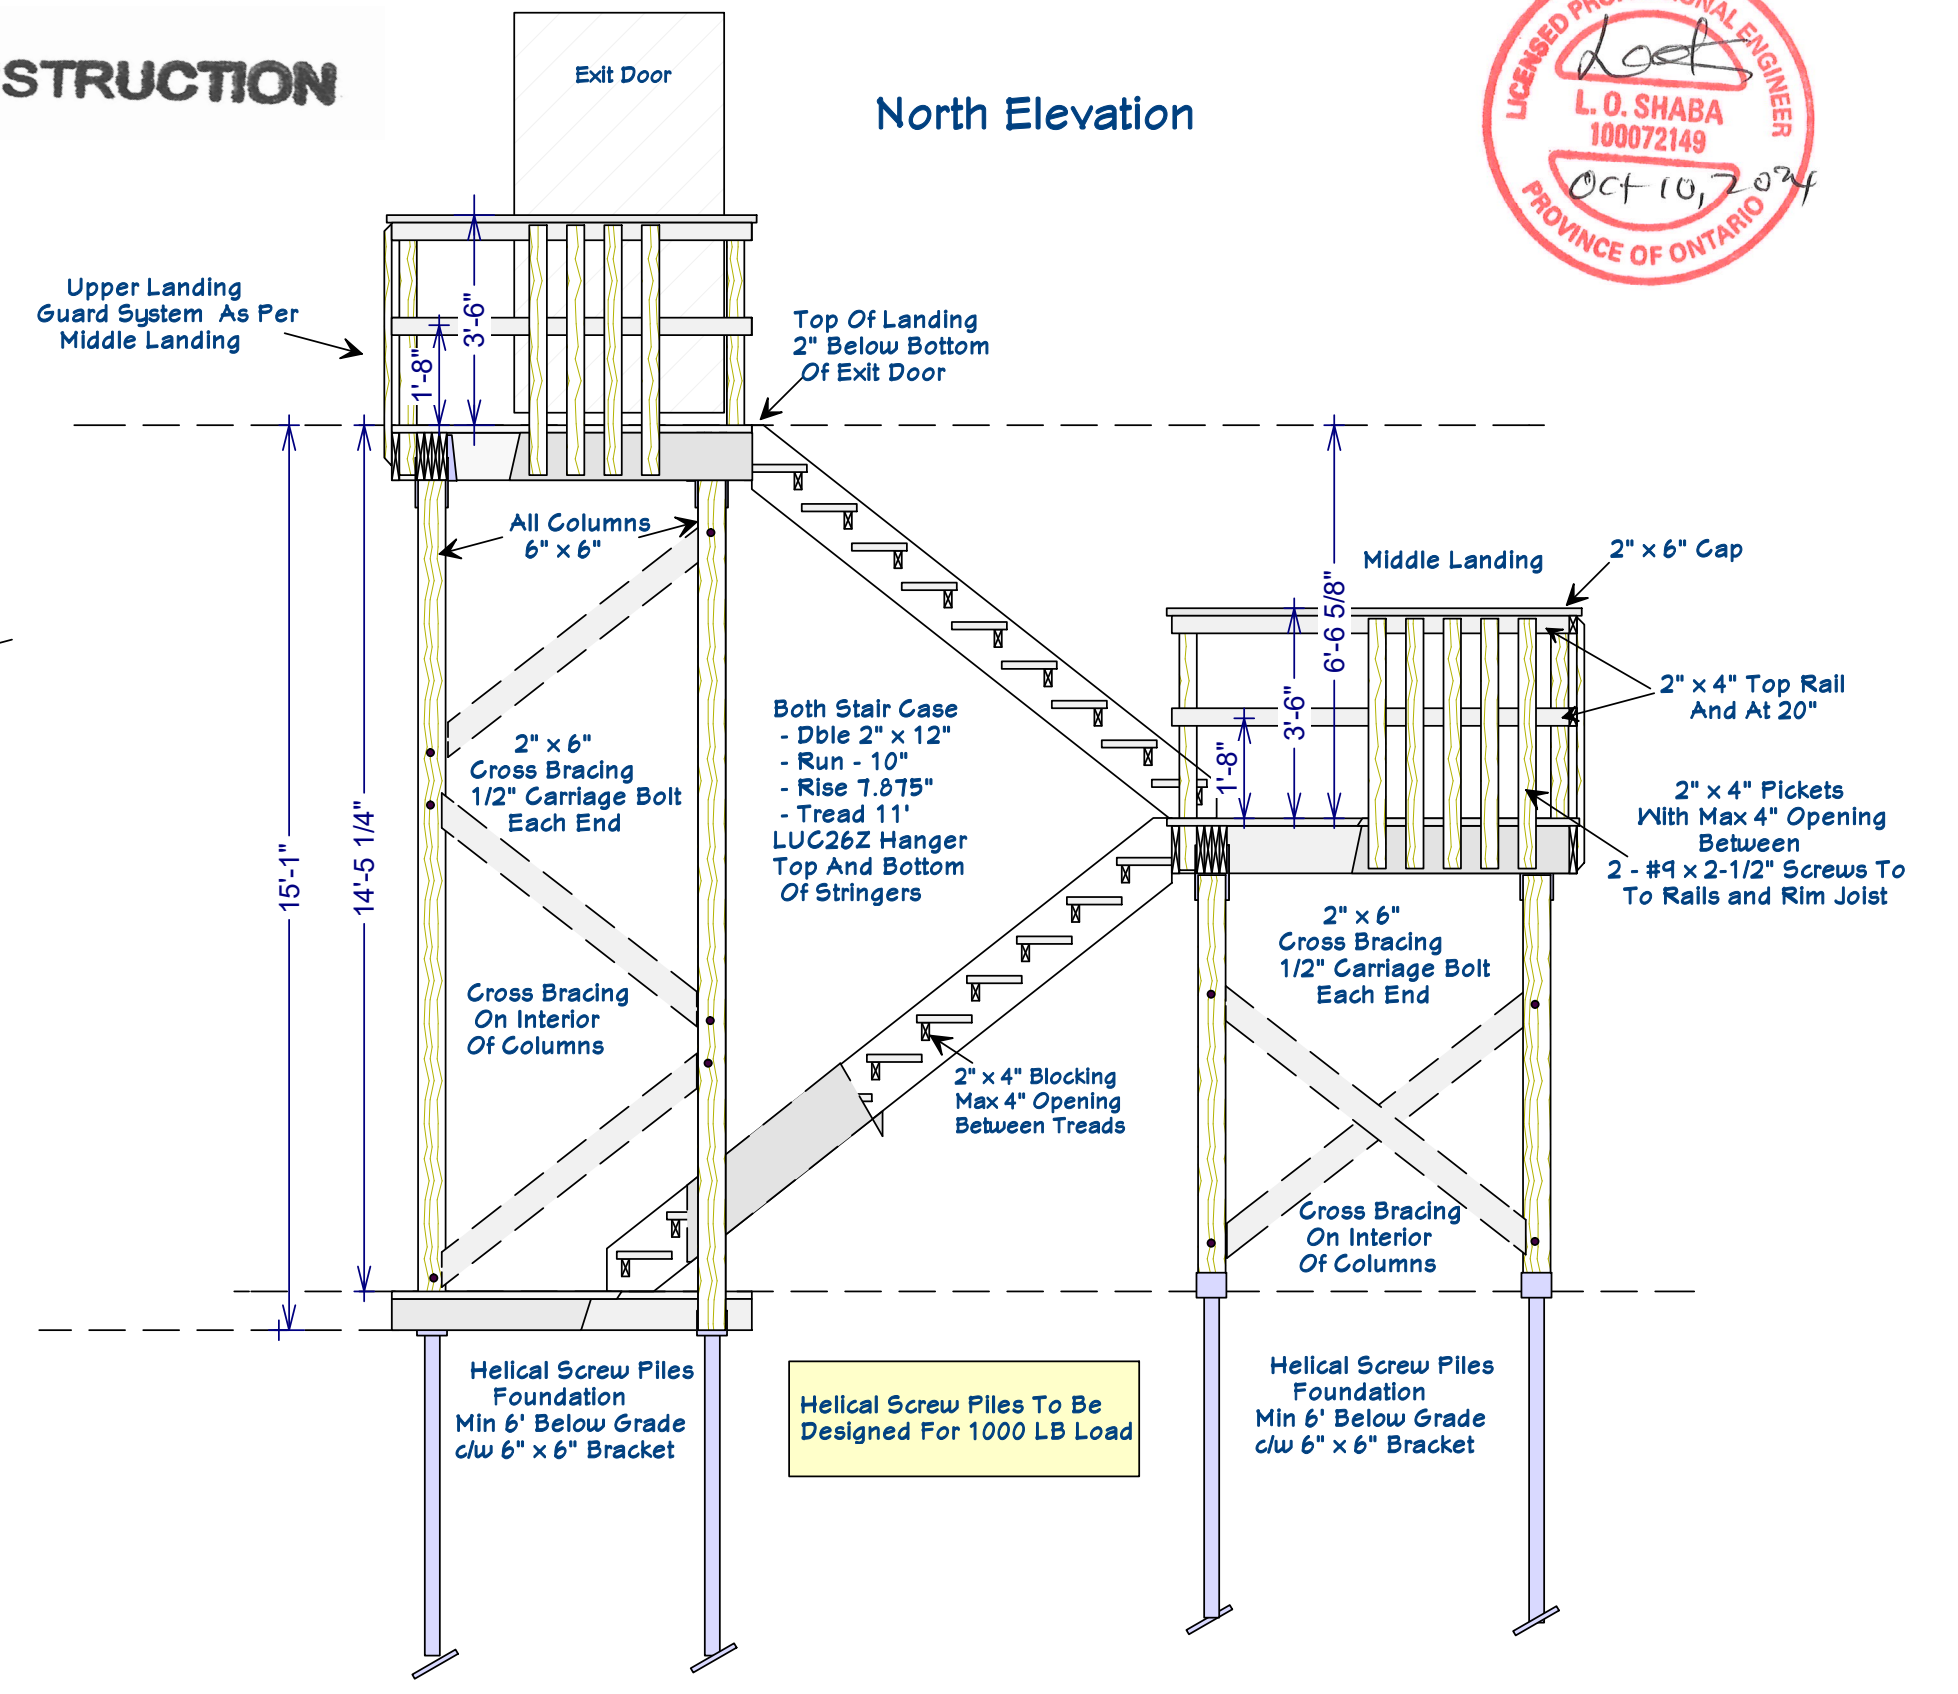 STRUCTION
Exit Door
North Elevation
LICENSED PROFESSIONAL ENGINEER
L. O. SHABA
100072149
Oct 10, 2024
PROVINCE OF ONTARIO
Upper Landing
Guard System As Per
Middle Landing
3'-6"
1'-8"
Top Of Landing
2" Below Bottom
Of Exit Door
All Columns
6" x 6"
Middle Landing
2" x 6" Cap
6'-6 5/8"
3'-6"
1'-8"
2" x 4" Top Rail
And At 20"
Both Stair Case
- Dble 2" x 12"
- Run - 10"
- Rise 7.875"
- Tread 11'
LUC26Z Hanger
Top And Bottom
Of Stringers
2" x 6"
Cross Bracing
1/2" Carriage Bolt
Each End
2" x 4" Pickets
With Max 4" Opening
Between
2 - #9 x 2-1/2" Screws To
To Rails and Rim Joist
15'-1"
14'-5 1/4"
2" x 6"
Cross Bracing
1/2" Carriage Bolt
Each End
Cross Bracing
On Interior
Of Columns
2" x 4" Blocking
Max 4" Opening
Between Treads
Cross Bracing
On Interior
Of Columns
Helical Screw Piles
Foundation
Min 6' Below Grade
c/w 6" x 6" Bracket
Helical Screw Piles To Be
Designed For 1000 LB Load
Helical Screw Piles
Foundation
Min 6' Below Grade
c/w 6" x 6" Bracket